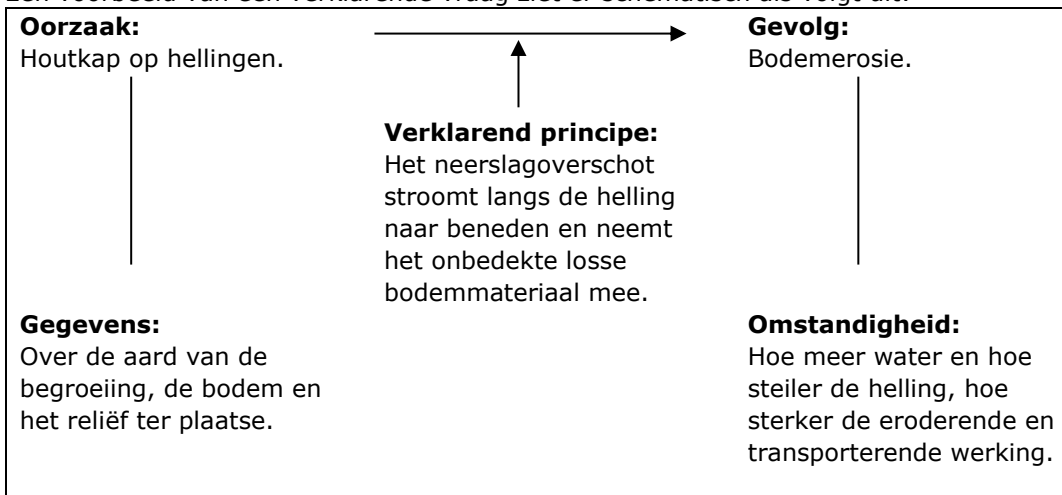 Een voorbeeld van een verklarende vraag ziet er schematisch als volgt uit:
Oorzaak:
Houtkap op hellingen.
Gevolg:
Bodemerosie.
Verklarend principe:
Het neerslagoverschot
stroomt langs de helling
naar beneden en neemt
het onbedekte losse
bodemmateriaal mee.
Gegevens:
Over de aard van de
begroeiing, de bodem en
het reliëf ter plaatse.
Omstandigheid:
Hoe meer water en hoe
steiler de helling, hoe
sterker de eroderende en
transporterende werking.